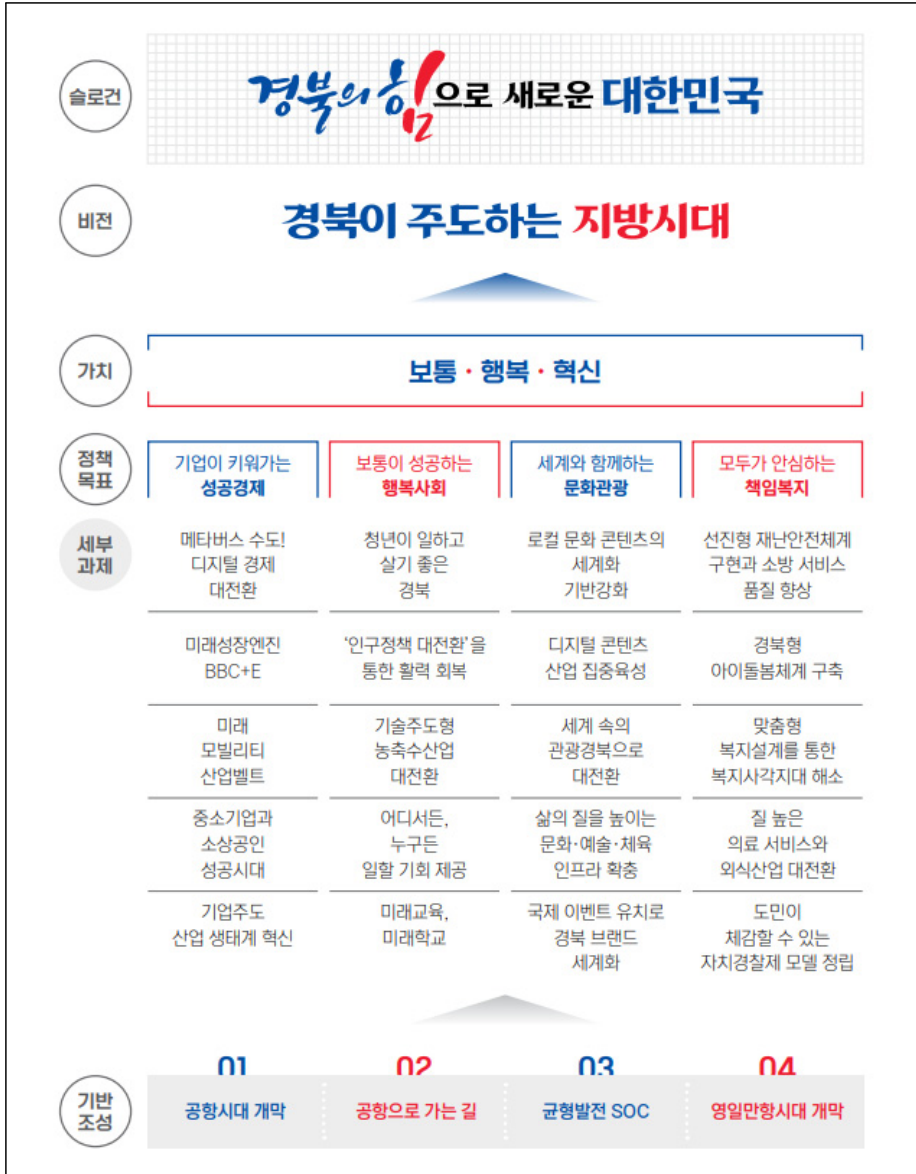 슬로건
경북의 힘!으로 새로운 대한민국
비전
경북이 주도하는 지방시대
가치
보통·행복·혁신
정책
목표
기업이 키워가는
성공경제
보통이 성공하는
행복사회
세계와 함께하는
문화관광
모두가 안심하는
책임복지
세부
과제
메타버스 수도!
디지털 경제
대전환
청년이 일하고
살기 좋은
경북
로컬 문화 콘텐츠의
세계화
기반강화
선진형 재난안전체계
구현과 소방 서비스
품질 향상
미래성장엔진
BBC+E
‘인구정책 대전환’을
통한 활력 회복
디지털 콘텐츠
산업 집중육성
경북형
아이돌봄체계 구축
미래
모빌리티
산업벨트
기술주도형
농축수산업
대전환
세계 속의
관광경북으로
대전환
맞춤형
복지설계를 통한
복지사각지대 해소
중소기업과
소상공인
성공시대
어디서든,
누구든
일할 기회 제공
삶의 질을 높이는
문화·예술·체육
인프라 확충
질 높은
의료 서비스와
외식산업 대전환
기업주도
산업 생태계 혁신
미래교육,
미래학교
국제 이벤트 유치로
경북 브랜드
세계화
도민이
체감할 수 있는
자치경찰제 모델 정립
기반
조성
01
공항시대 개막
02
공항으로 가는 길
03
균형발전 SOC
04
영일만항시대 개막